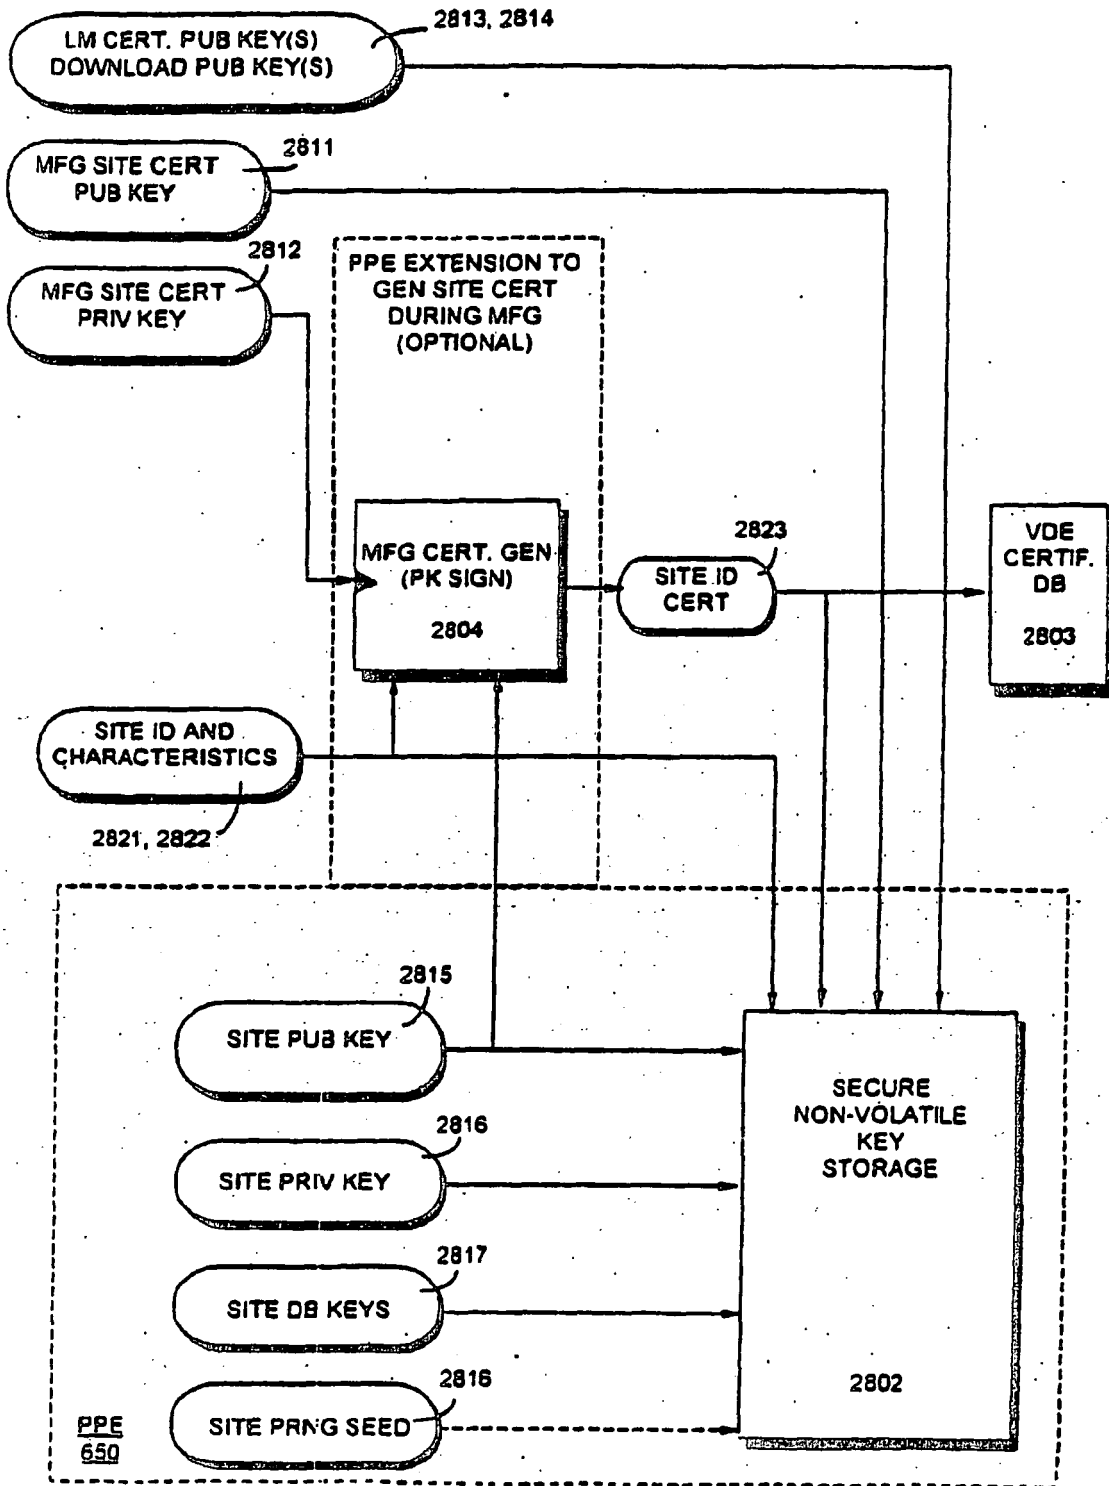 2813, 2814
LM CERT. PUB KEY(S)
DOWNLOAD PUB KEY(S)
2811
MFG SITE CERT
PUB KEY
2812
MFG SITE CERT
PRIV KEY
PPE EXTENSION TO
GEN SITE CERT
DURING MFG
(OPTIONAL)
MFG CERT. GEN
(PK SIGN)
2804
2823
SITE ID
CERT
VDE
CERTIF.
DB
2803
SITE ID AND
CHARACTERISTICS
2821, 2822
2815
SITE PUB KEY
2816
SITE PRIV KEY
2817
SITE DB KEYS
2816
SITE PRNG SEED
SECURE
NON-VOLATILE
KEY
STORAGE
2802
PPE
650